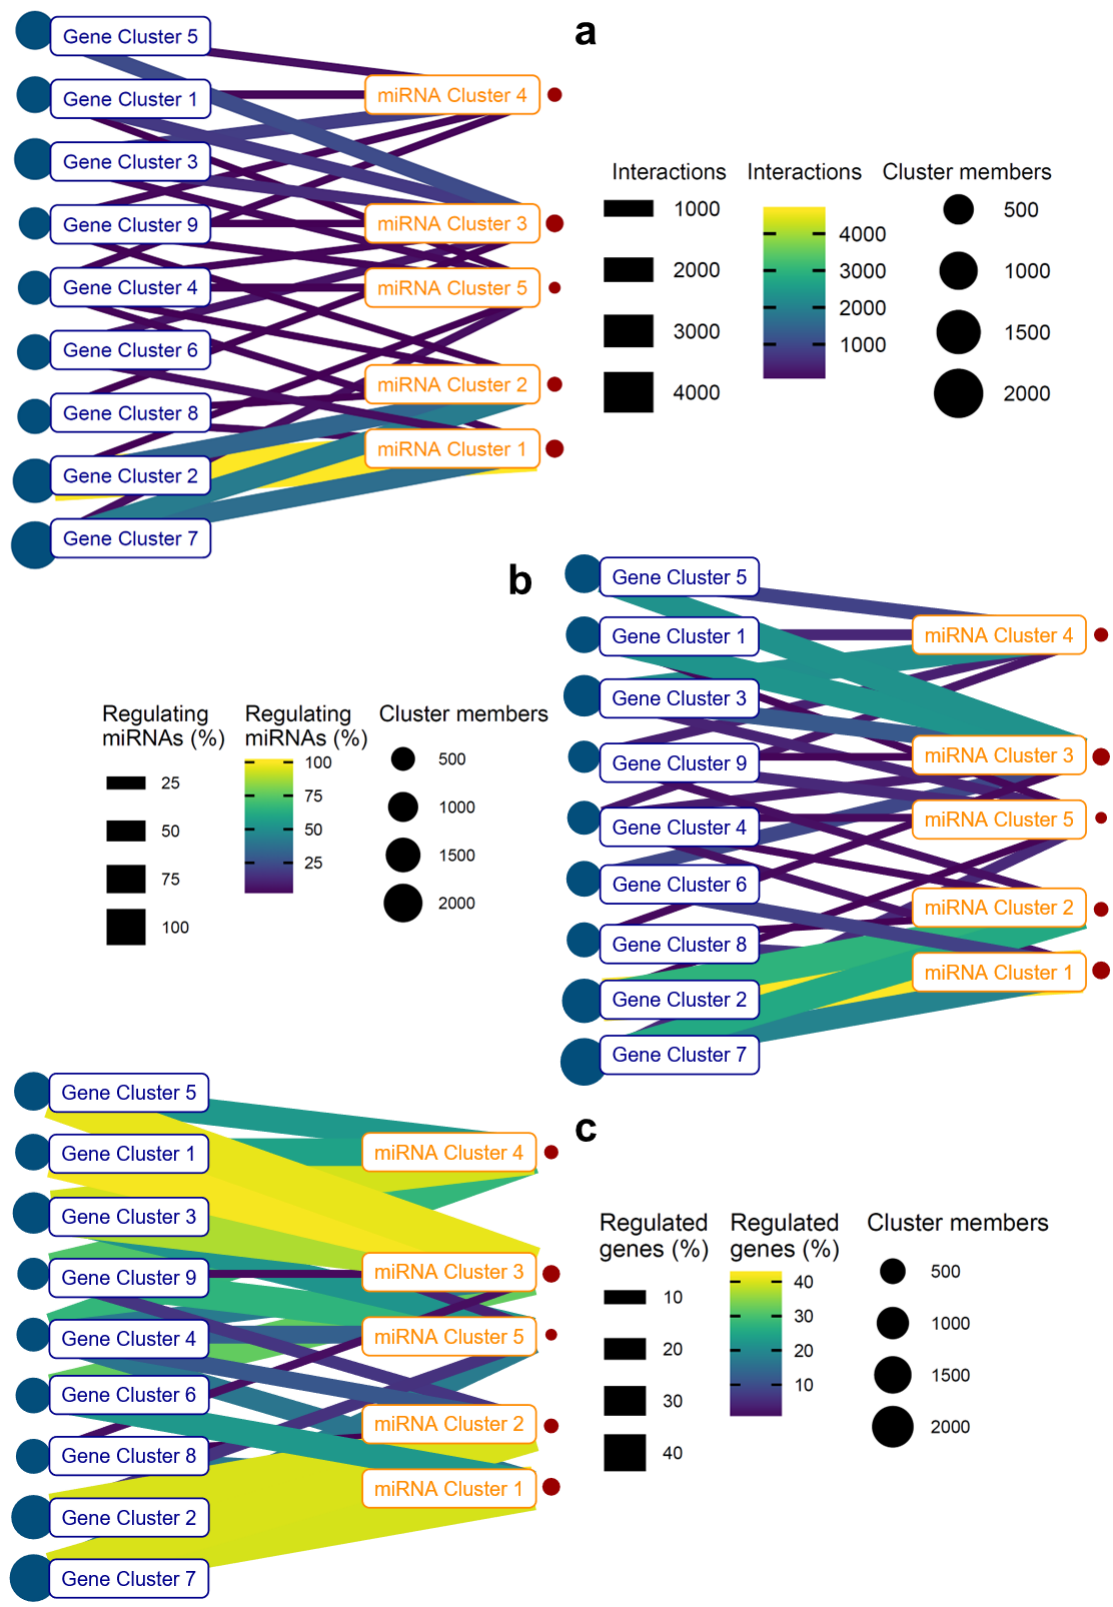 a
Gene Cluster 5
Gene Cluster 1
Gene Cluster 3
Gene Cluster 9
Gene Cluster 4
Gene Cluster 6
Gene Cluster 8
Gene Cluster 2
Gene Cluster 7
miRNA Cluster 4
miRNA Cluster 3
miRNA Cluster 5
miRNA Cluster 2
miRNA Cluster 1
Interactions
1000
2000
3000
4000
Interactions
4000
3000
2000
1000
Cluster members
500
1000
1500
2000
b
Regulating
miRNAs (%)
25
50
75
100
Regulating
miRNAs (%)
100
75
50
25
Cluster members
500
1000
1500
2000
Gene Cluster 5
Gene Cluster 1
Gene Cluster 3
Gene Cluster 9
Gene Cluster 4
Gene Cluster 6
Gene Cluster 8
Gene Cluster 2
Gene Cluster 7
miRNA Cluster 4
miRNA Cluster 3
miRNA Cluster 5
miRNA Cluster 2
miRNA Cluster 1
c
Gene Cluster 5
Gene Cluster 1
Gene Cluster 3
Gene Cluster 9
Gene Cluster 4
Gene Cluster 6
Gene Cluster 8
Gene Cluster 2
Gene Cluster 7
miRNA Cluster 4
miRNA Cluster 3
miRNA Cluster 5
miRNA Cluster 2
miRNA Cluster 1
Regulated
genes (%)
10
20
30
40
Regulated
genes (%)
40
30
20
10
Cluster members
500
1000
1500
2000